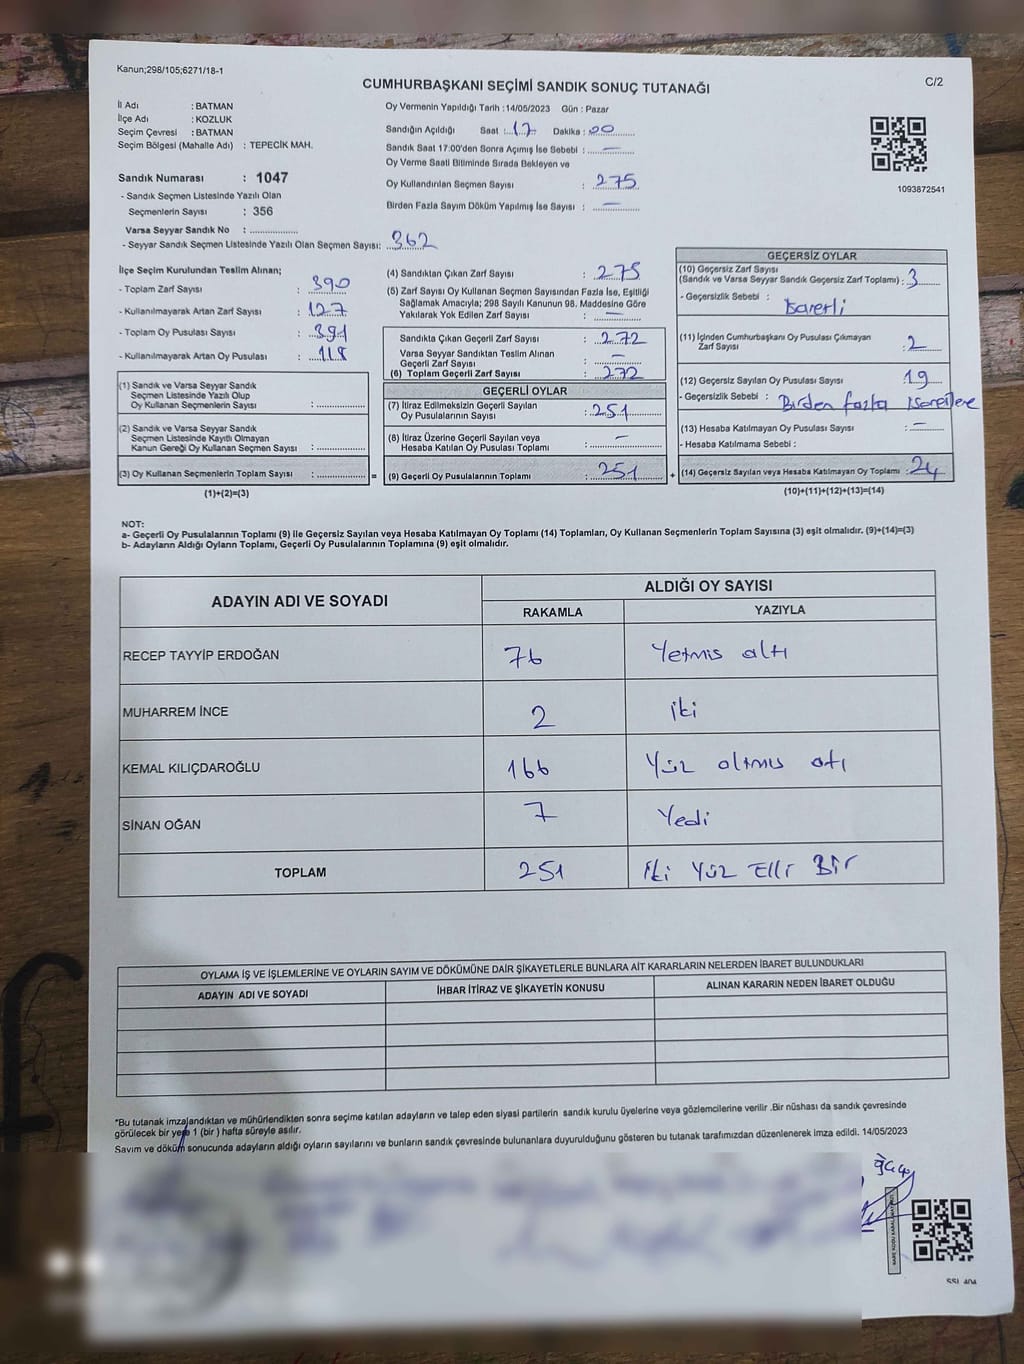 Kanun;298/105;6271/18-1
C/2
CUMHURBAŞKANI SEÇİMİ SANDIK SONUÇ TUTANAĞI
İl Adı : BATMAN
İlçe Adı : KOZLUK
Seçim Çevresi : BATMAN
Seçim Bölgesi (Mahalle Adı) : TEPECİK MAH.
Sandık Numarası : 1047
- Sandık Seçmen Listesinde Yazılı Olan
Seçmenlerin Sayısı : 356
Varsa Seyyar Sandık No : ................
- Seyyar Sandık Seçmen Listesinde Yazılı Olan Seçmen Sayısı: 362
Oy Vermenin Yapıldığı Tarih : 14/05/2023 Gün : Pazar
Sandığın Açıldığı Saat : 17 Dakika : 00
Sandık Saat 17:00'den Sonra Açımış İse Sebebi : —
Oy Verme Saati Bitiminde Sırada Bekleyen ve
Oy Kullandırılan Seçmen Sayısı : 275
Birden Fazla Sayım Döküm Yapılmış İse Sayısı : —
1093872541
İlçe Seçim Kurulundan Teslim Alınan;
- Toplam Zarf Sayısı : 390
- Kullanılmayarak Artan Zarf Sayısı : 127
- Toplam Oy Pusulası Sayısı : 391
- Kullanılmayarak Artan Oy Pusulası : 118
(1) Sandık ve Varsa Seyyar Sandık
Seçmen Listesinde Yazılı Olup
Oy Kullanan Seçmenlerin Sayısı : ................
(2) Sandık ve Varsa Seyyar Sandık
Seçmen Listesinde Kayıtlı Olmayan
Kanun Gereği Oy Kullanan Seçmen Sayısı : ................
(3) Oy Kullanan Seçmenlerin Toplam Sayısı : ................ =
(1)+(2)=(3)
(4) Sandıktan Çıkan Zarf Sayısı : 275
(5) Zarf Sayısı Oy Kullanan Seçmen Sayısından Fazla İse, Eşitliği
Sağlamak Amacıyla; 298 Sayılı Kanunun 98. Maddesine Göre
Yakılarak Yok Edilen Zarf Sayısı : —
Sandıkta Çıkan Geçerli Zarf Sayısı : 272
Varsa Seyyar Sandıktan Teslim Alınan
Geçerli Zarf Sayısı : —
(6) Toplam Geçerli Zarf Sayısı : 272
GEÇERLİ OYLAR
(7) İtiraz Edilmeksizin Geçerli Sayılan
Oy Pusulalarının Sayısı : 251
(8) İtiraz Üzerine Geçerli Sayılan veya
Hesaba Katılan Oy Pusulası Toplamı : —
(9) Geçerli Oy Pusulalarının Toplamı : 251 +
GEÇERSİZ OYLAR
(10) Geçersiz Zarf Sayısı
(Sandık ve Varsa Seyyar Sandık Geçersiz Zarf Toplamı) : 3
- Geçersizlik Sebebi : İşaretli
(11) İçinden Cumhurbaşkanı Oy Pusulası Çıkmayan
Zarf Sayısı : 2
(12) Geçersiz Sayılan Oy Pusulası Sayısı 19
- Geçersizlik Sebebi : Birden fazla
(13) Hesaba Katılmayan Oy Pusulası Sayısı : —
- Hesaba Katılmama Sebebi :
(14) Geçersiz Sayılan veya Hesaba Katılmayan Oy Toplamı : 24
(10)+(11)+(12)+(13)=(14)
NOT:
a- Geçerli Oy Pusulalarının Toplamı (9) ile Geçersiz Sayılan veya Hesaba Katılmayan Oy Toplamı (14) Toplamları, Oy Kullanan Seçmenlerin Toplam Sayısına (3) eşit olmalıdır. (9)+(14)=(3)
b- Adayların Aldığı Oyların Toplamı, Geçerli Oy Pusulalarının Toplamına (9) eşit olmalıdır.
ADAYIN ADI VE SOYADI
ALDIĞI OY SAYISI
RAKAMLA YAZIYLA
RECEP TAYYİP ERDOĞAN 76 Yetmiş altı
MUHARREM İNCE 2 iki
KEMAL KILIÇDAROĞLU 166 Yüz altmış altı
SİNAN OĞAN 7 Yedi
TOPLAM 251 iki Yüz Elli Bir
OYLAMA İŞ VE İŞLEMLERİNE VE OYLARIN SAYIM VE DÖKÜMÜNE DAİR ŞİKAYETLERLE BUNLARA AİT KARARLARIN NELERDEN İBARET BULUNDUKLARI
ADAYIN ADI VE SOYADI İHBAR İTİRAZ VE ŞİKAYETİN KONUSU ALINAN KARARIN NEDEN İBARET OLDUĞU
*Bu tutanak imzalandıktan ve mühürlendikten sonra seçime katılan adayların ve talep eden siyasi partilerin sandık kurulu üyelerine veya gözlemcilerine verilir .Bir nüshası da sandık çevresinde
görülecek bir yere 1 (bir ) hafta süreyle asılır.
Sayım ve döküm sonucunda adayların aldığı oyların sayılarını ve bunların sandık çevresinde bulunanlara duyurulduğunu gösteren bu tutanak tarafımızdan düzenlenerek imza edildi. 14/05/2023